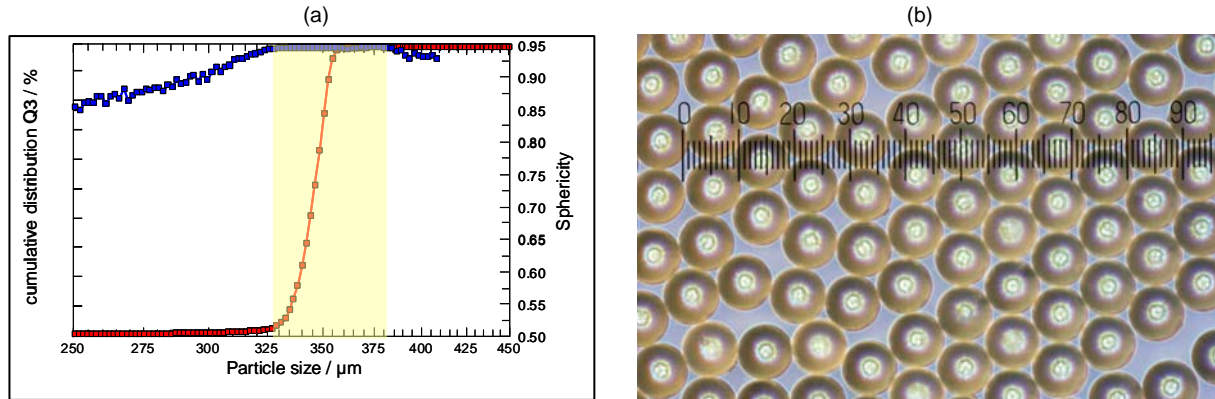 (a)
(b)
cumulative distribution Q3 / %
0.95
0.90
0.85
0.80
0.75
0.70
0.65
0.60
0.55
0.50
Sphericity
250 275 300 325 350 375 400 425 450
Particle size / µm
0 10 20 30 40 50 60 70 80 90